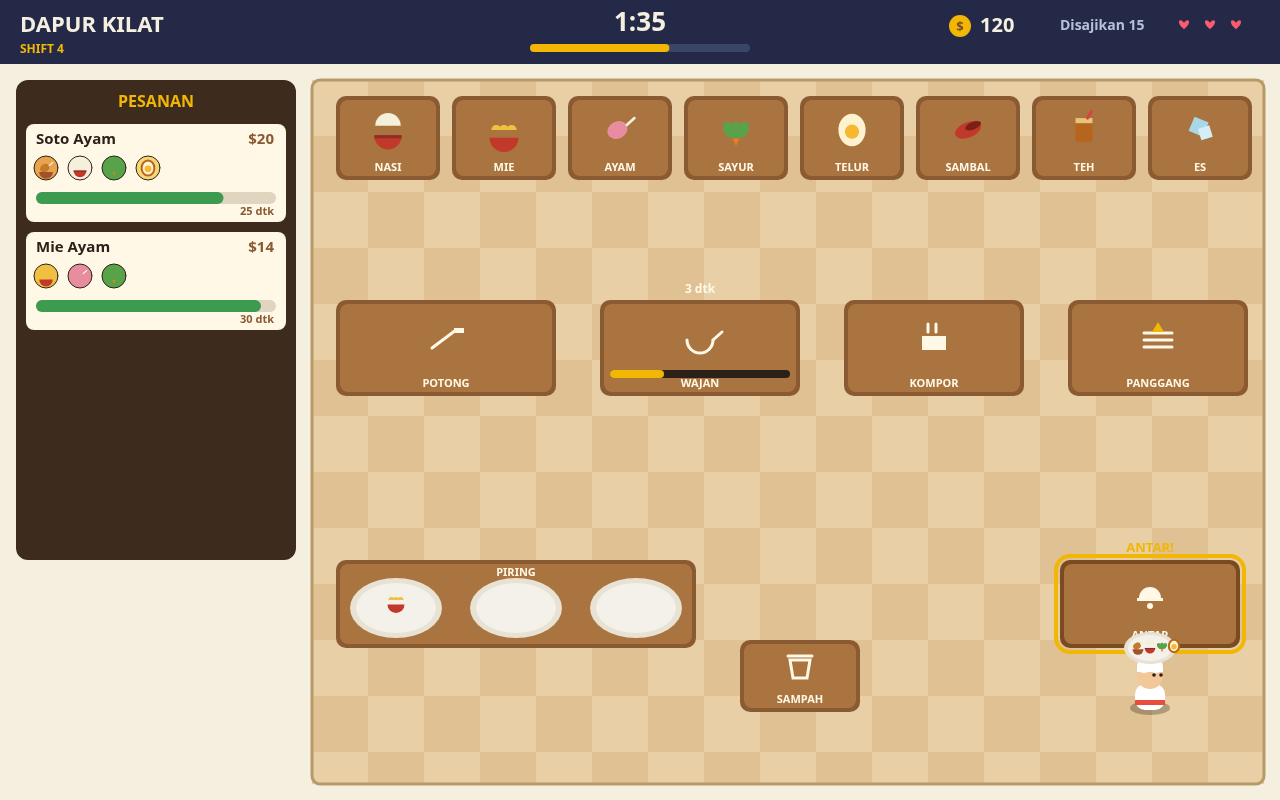 DAPUR KILAT
SHIFT 4
1:35
$ 120
Disajikan 15
PESANAN
Soto Ayam $20
25 dtk
Mie Ayam $14
30 dtk
NASI MIE AYAM SAYUR TELUR SAMBAL TEH ES
3 dtk
POTONG WAJAN KOMPOR PANGGANG
ANTAR!
PIRING
ANTAR
SAMPAH